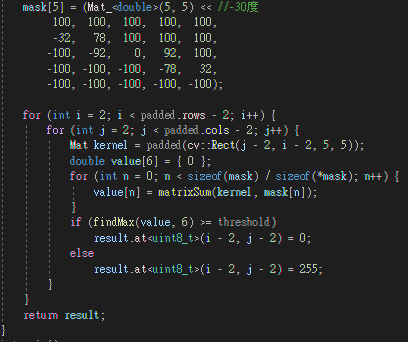 mask[5] = (Mat_<double>(5, 5) << //-30度
100, 100, 100, 100, 100,
-32, 78, 100, 100, 100,
-100, -92, 0, 92, 100,
-100, -100, -100, -78, 32,
-100, -100, -100, -100, -100);
for (int i = 2; i < padded.rows - 2; i++) {
for (int j = 2; j < padded.cols - 2; j++) {
Mat kernel = padded(cv::Rect(j - 2, i - 2, 5, 5));
double value[6] = { 0 };
for (int n = 0; n < sizeof(mask) / sizeof(*mask); n++) {
value[n] = matrixSum(kernel, mask[n]);
}
if (findMax(value, 6) >= threshold)
result.at<uint8_t>(i - 2, j - 2) = 0;
else
result.at<uint8_t>(i - 2, j - 2) = 255;
}
}
return result;
}